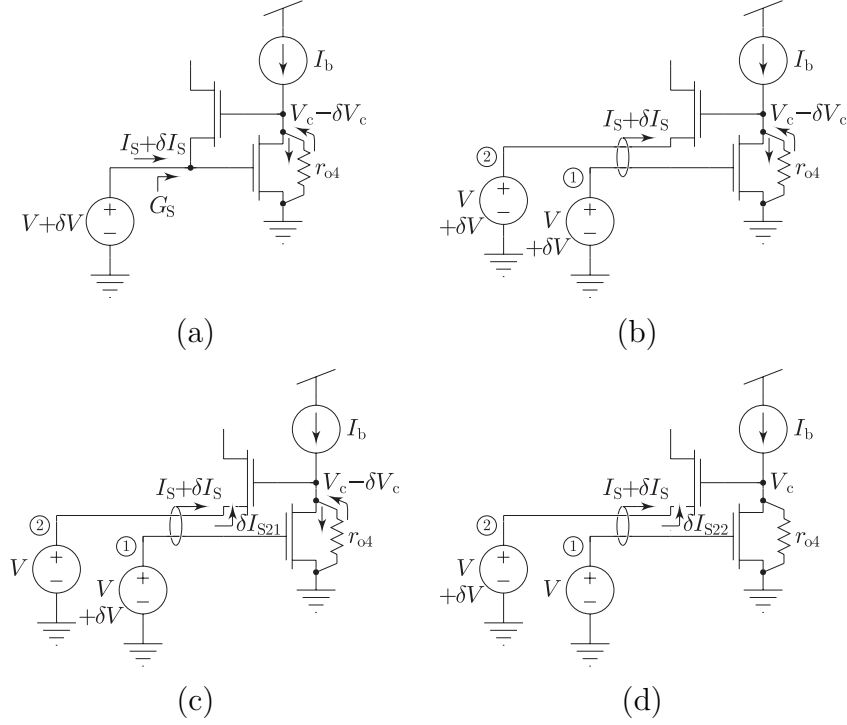 I_b
V_c−δV_c
I_S+δI_S
r_o4
G_S
V+δV
+
−
(a)
I_b
V_c−δV_c
I_S+δI_S
r_o4
②
①
V
+δV
+
−
V
+δV
+
−
(b)
I_b
V_c−δV_c
I_S+δI_S
δI_S21
r_o4
②
①
V
+
−
V
+δV
+
−
(c)
I_b
V_c
I_S+δI_S
δI_S22
r_o4
②
①
V
+δV
+
−
V
+
−
(d)